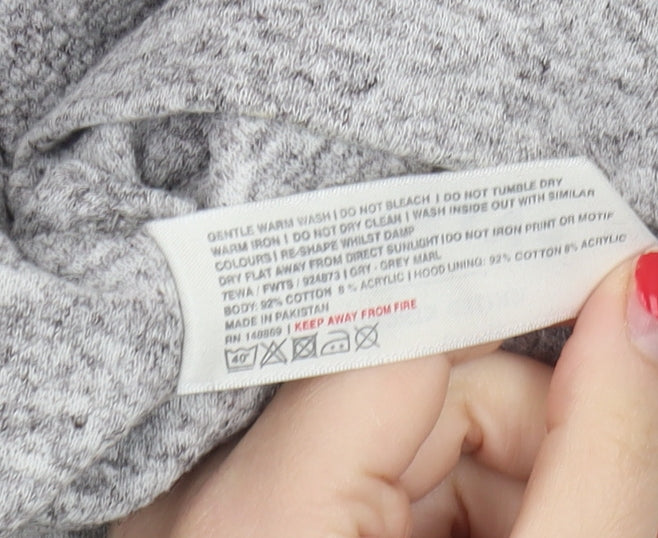 GENTLE WARM WASH | DO NOT BLEACH | DO NOT TUMBLE DRY
WARM IRON | DO NOT DRY CLEAN | WASH INSIDE OUT WITH SIMILAR
COLOURS | RE-SHAPE WHILST DAMP
DRY FLAT AWAY FROM DIRECT SUNLIGHT | DO NOT IRON PRINT OR MOTIF
7EWA / FWTS / 924873 | GRY - GREY MARL
BODY: 92% COTTON 8 % ACRYLIC | HOOD LINING: 92% COTTON 8% ACRYLIC
MADE IN PAKISTAN
RN 148869 | KEEP AWAY FROM FIRE
40°